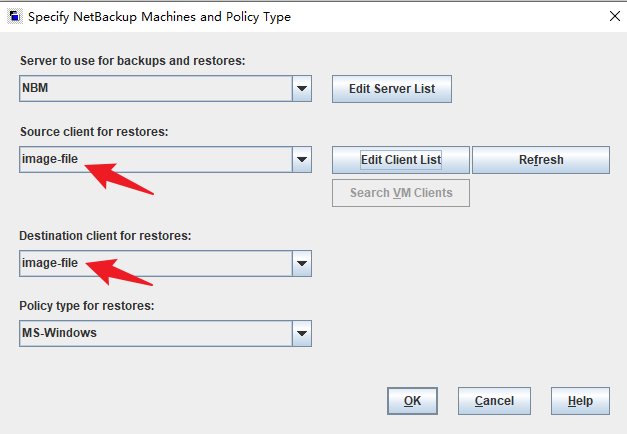 Specify NetBackup Machines and Policy Type
Server to use for backups and restores:
NBM
Edit Server List
Source client for restores:
image-file
Edit Client List
Refresh
Search VM Clients
Destination client for restores:
image-file
Policy type for restores:
MS-Windows
OK
Cancel
Help